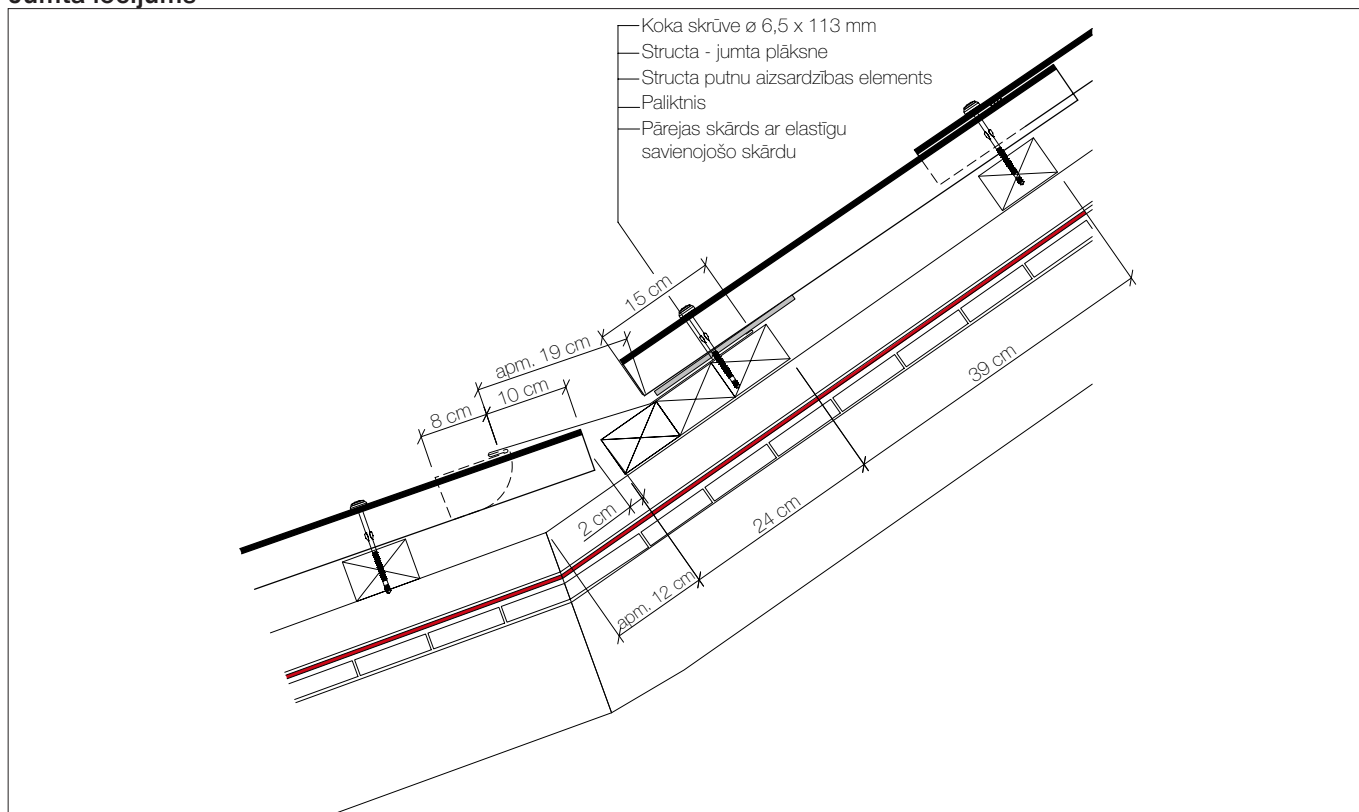 Jumta locījums
Koka skrūve ø 6,5 x 113 mm
Structa - jumta plāksne
Structa putnu aizsardzības elements
Paliktnis
Pārejas skārds ar elastīgu
savienojošo skārdu
15 cm
apm. 19 cm
10 cm
8 cm
39 cm
2 cm
24 cm
apm. 12 cm